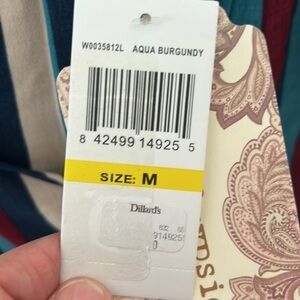 W0035812L AQUA BURGUNDY
8 42499 14925 5
SIZE: M
Dillard's